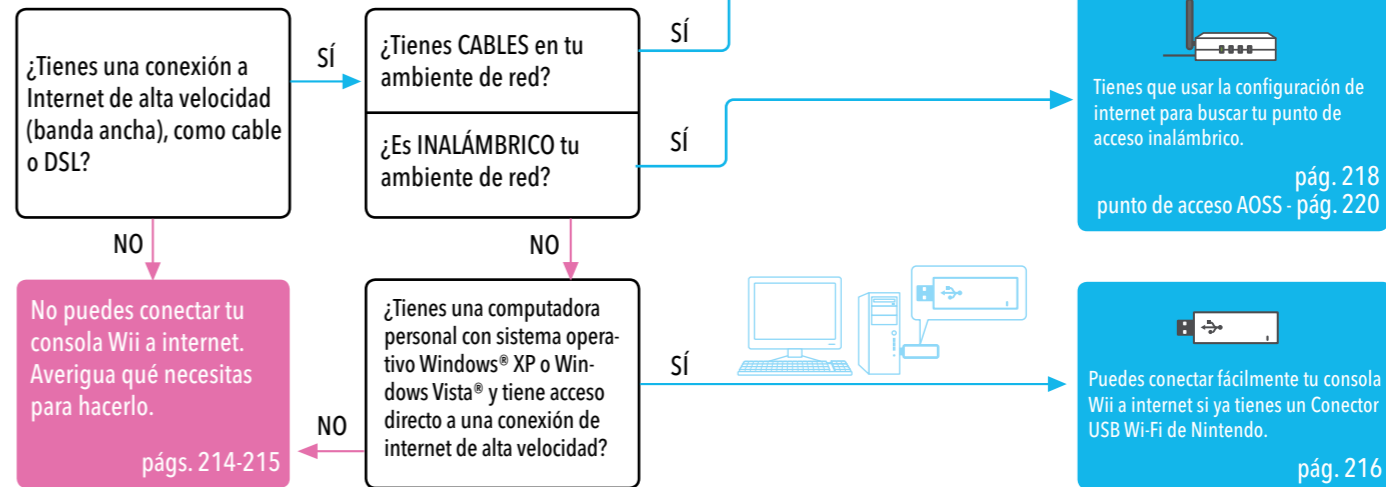 ¿Tienes una conexión a
Internet de alta velocidad
(banda ancha), como cable
o DSL?
SÍ
¿Tienes CABLES en tu
ambiente de red?
SÍ
¿Es INALÁMBRICO tu
ambiente de red?
SÍ
Tienes que usar la configuración de
internet para buscar tu punto de
acceso inalámbrico.
pág. 218
punto de acceso AOSS - pág. 220
NO
NO
No puedes conectar tu
consola Wii a internet.
Averigua qué necesitas
para hacerlo.
págs. 214-215
NO
¿Tienes una computadora
personal con sistema opera-
tivo Windows® XP o Win-
dows Vista® y tiene acceso
directo a una conexión de
internet de alta velocidad?
SÍ
Puedes conectar fácilmente tu consola
Wii a internet si ya tienes un Conector
USB Wi-Fi de Nintendo.
pág. 216